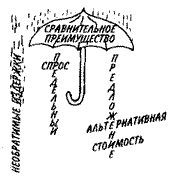 СРАВНИТЕЛЬНОЕ
ПРЕИМУЩЕСТВО
СПРОС
ПРЕДЕЛЬНЫЙ
ПРЕДЛОЖЕНИЕ
АЛЬТЕРНАТИВНАЯ
СТОИМОСТЬ
НЕОБРАТИМЫЕ ИЗДЕРЖКИ